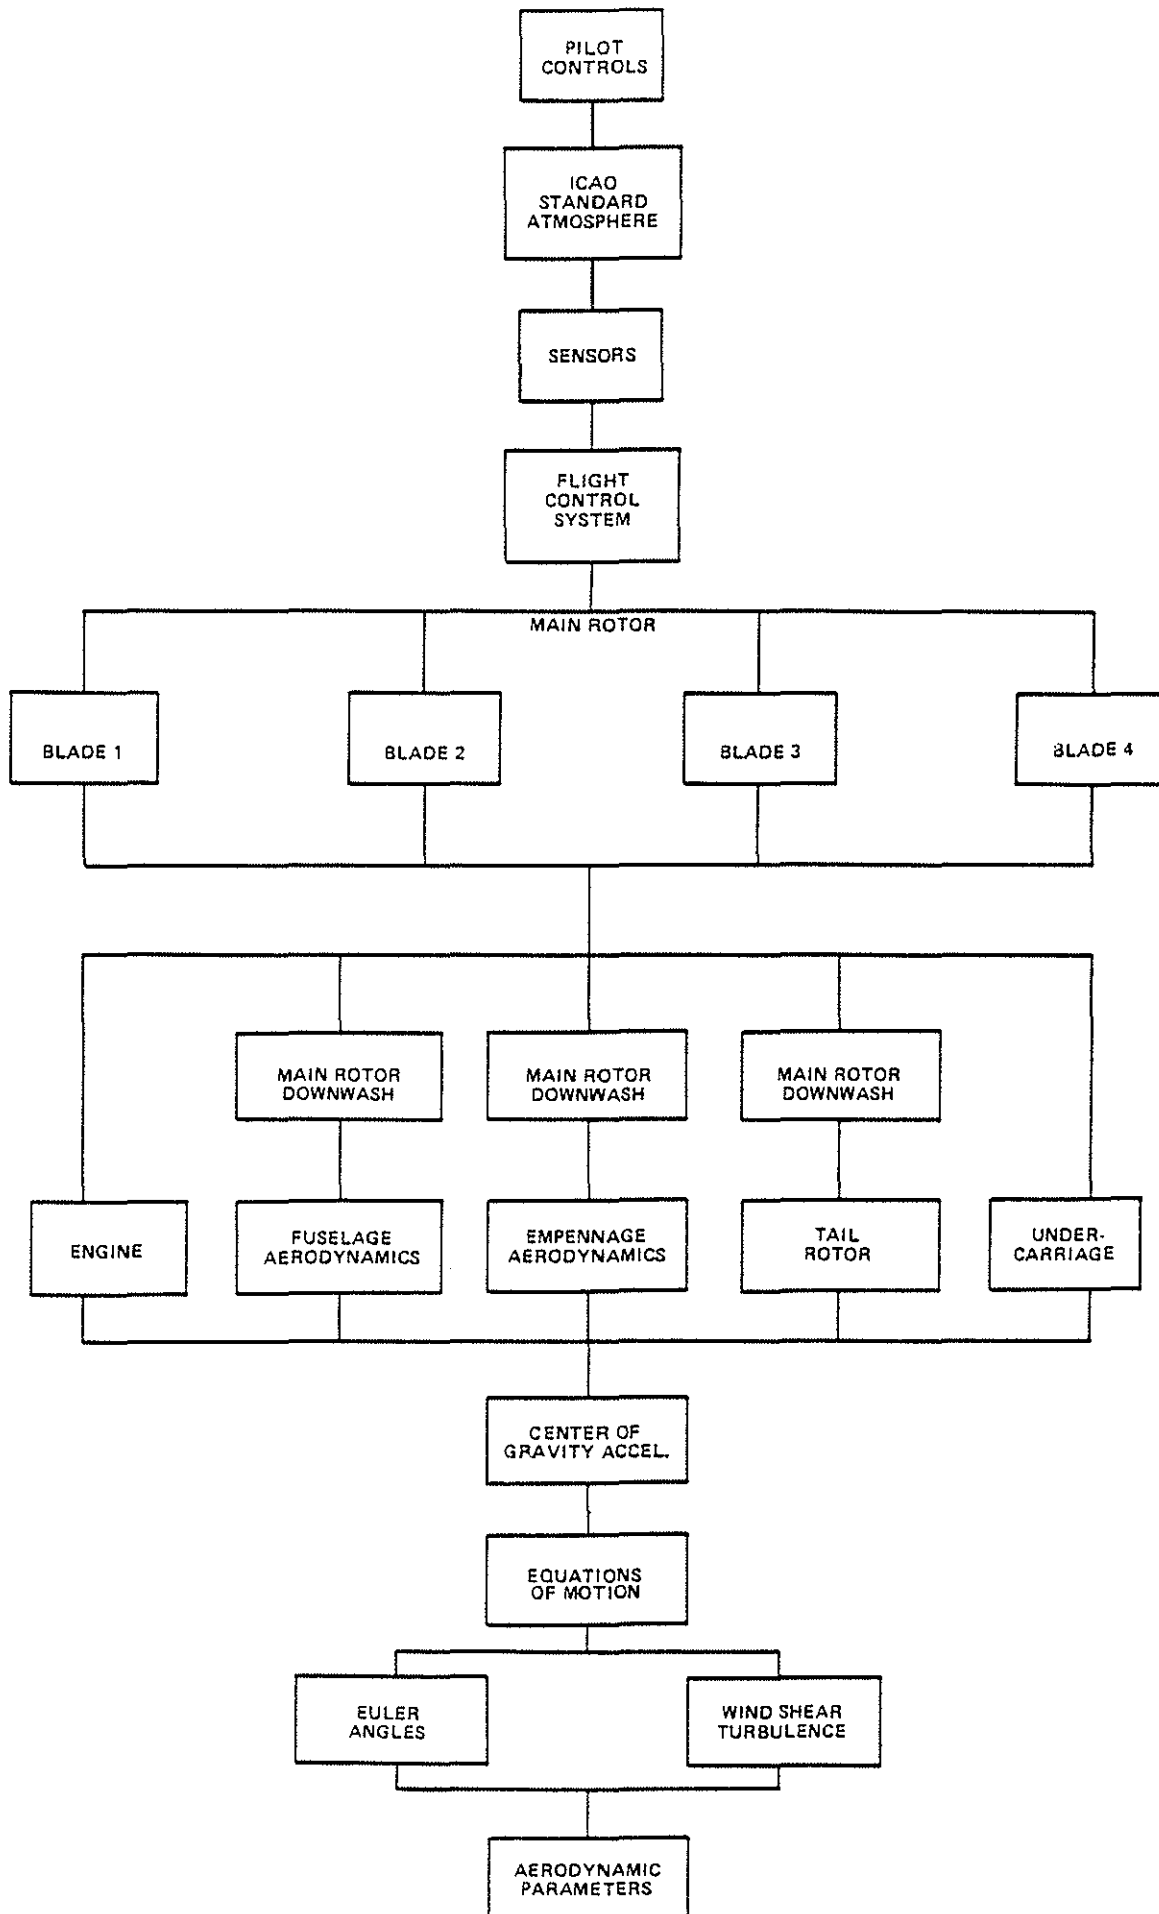 PILOT
CONTROLS
ICAO
STANDARD
ATMOSPHERE
SENSORS
FLIGHT
CONTROL
SYSTEM
MAIN ROTOR
BLADE 1
BLADE 2
BLADE 3
BLADE 4
MAIN ROTOR
DOWNWASH
MAIN ROTOR
DOWNWASH
MAIN ROTOR
DOWNWASH
ENGINE
FUSELAGE
AERODYNAMICS
EMPENNAGE
AERODYNAMICS
TAIL
ROTOR
UNDER-
CARRIAGE
CENTER OF
GRAVITY ACCEL.
EQUATIONS
OF MOTION
EULER
ANGLES
WIND SHEAR
TURBULENCE
AERODYNAMIC
PARAMETERS